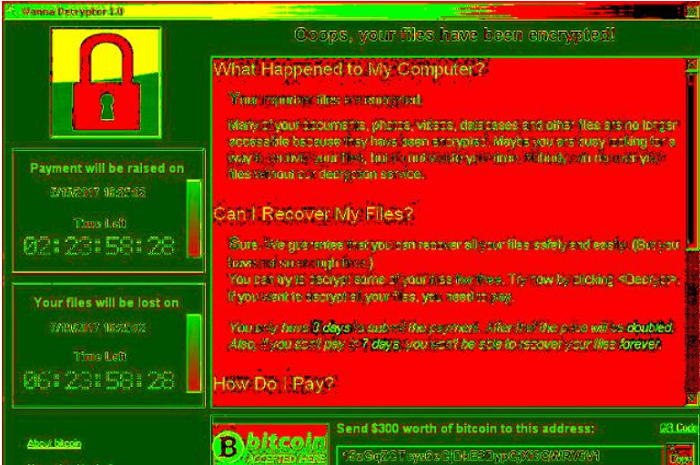 Wanna Decryptor 1.0
Ooops, your files have been encrypted!
What Happened to My Computer?
Your important files are encrypted.
Many of your documents, photos, videos, databases and other files are no longer
accessible because they have been encrypted. Maybe you are busy looking for a
way to recover your files, but do not waste your time. Nobody can recover your
files without our decryption service.
Payment will be raised on
5/15/2017 16:25:02
Time Left
02:23:58:28
Can I Recover My Files?
Sure. We guarantee that you can recover all your files safely and easily. (But you
have not so enough time.)
You can try to decrypt some of your files for free. Try now by clicking <Decrypt>.
If you want to decrypt all your files, you need to pay.
You only have 3 days to submit the payment. After that the price will be doubled.
Also, if you don't pay in 7 days, you won't be able to recover your files forever.
Your files will be lost on
16:25:02
Time Left
06:23:58:28
How Do I Pay?
About bitcoin
bitcoin
ACCEPTED HERE
Send $300 worth of bitcoin to this address:
QR Code
Copy